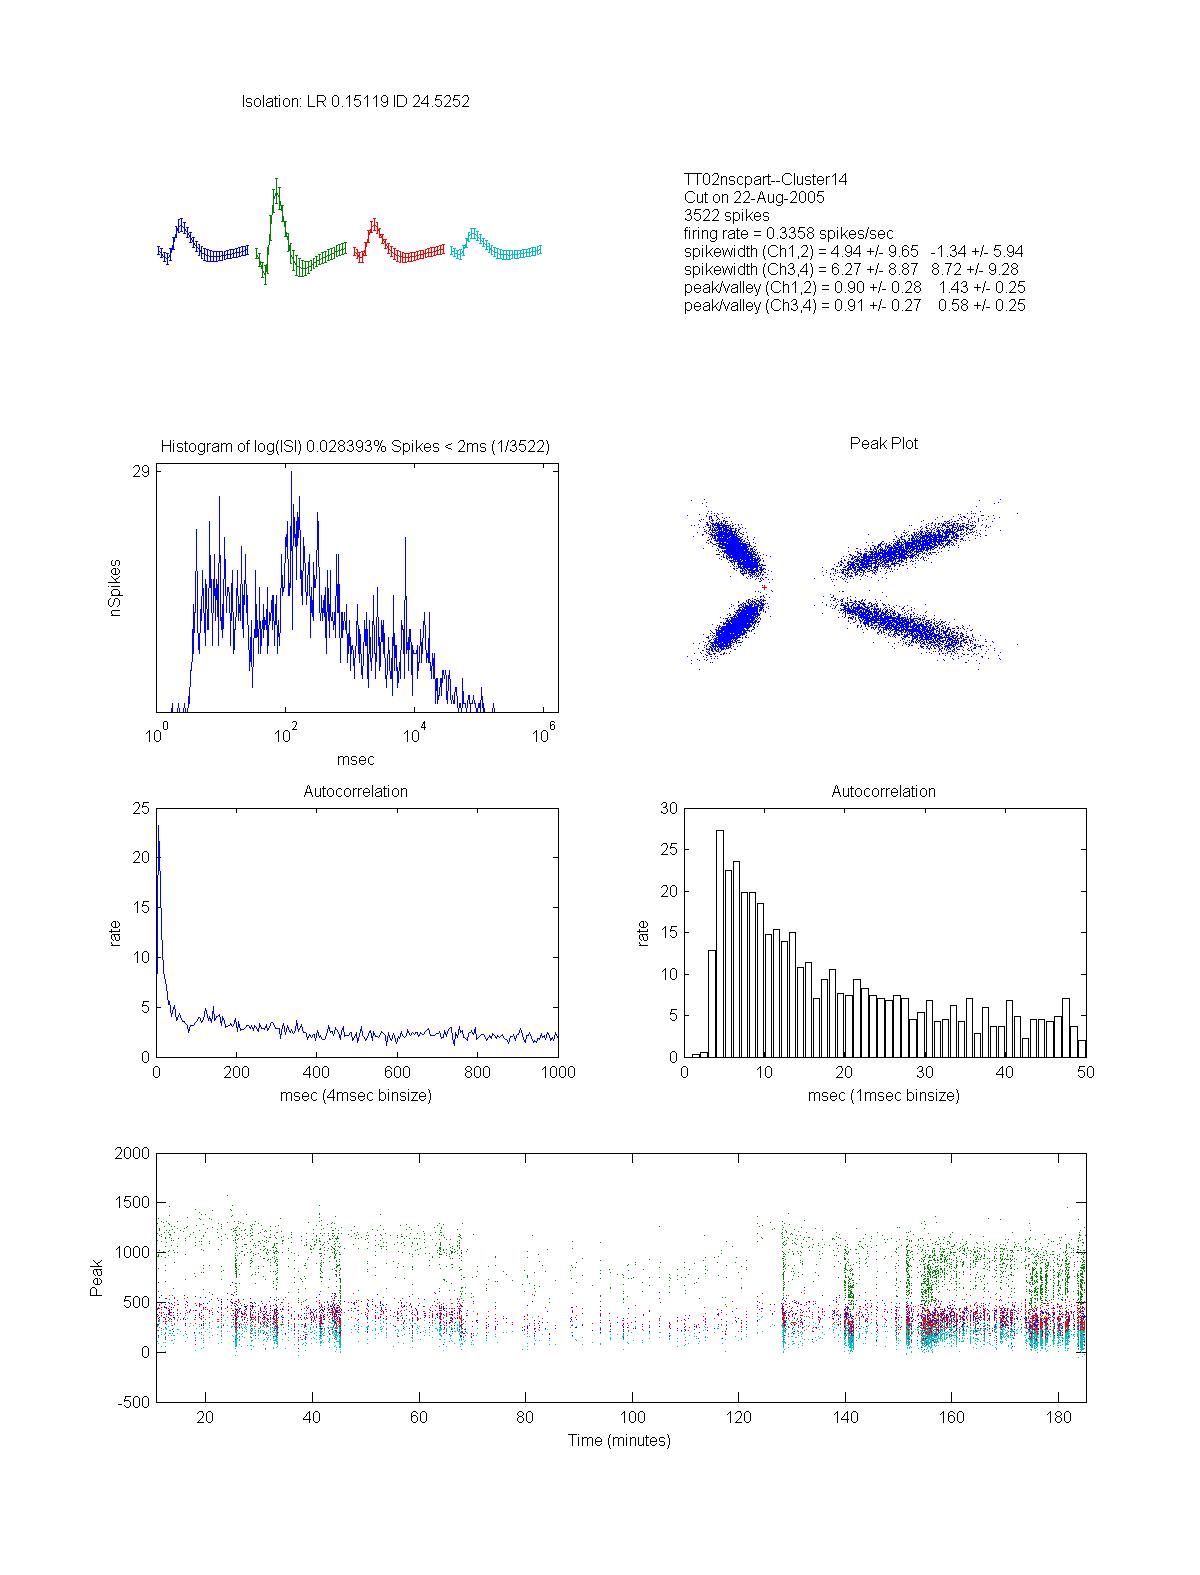 Isolation: LR 0.15119 ID 24.5252
TT02nscpart--Cluster14
Cut on 22-Aug-2005
3522 spikes
firing rate = 0.3358 spikes/sec
spikewidth (Ch1,2) = 4.94 +/- 9.65 -1.34 +/- 5.94
spikewidth (Ch3,4) = 6.27 +/- 8.87 8.72 +/- 9.28
peak/valley (Ch1,2) = 0.90 +/- 0.28 1.43 +/- 0.25
peak/valley (Ch3,4) = 0.91 +/- 0.27 0.58 +/- 0.25
Histogram of log(ISI) 0.028393% Spikes < 2ms (1/3522)
29
nSpikes
10^0 10^2 10^4 10^6
msec
Peak Plot
Autocorrelation
25
20
15
10
5
0
rate
0 200 400 600 800 1000
msec (4msec binsize)
Autocorrelation
30
25
20
15
10
5
0
rate
0 10 20 30 40 50
msec (1msec binsize)
2000
1500
1000
500
0
-500
Peak
20 40 60 80 100 120 140 160 180
Time (minutes)